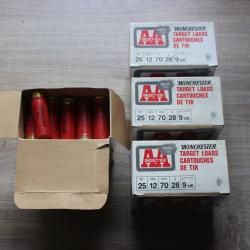 WINCHESTER
AA
TARGET LOADS
CARTOUCHES
DE TIR
25 12 70 28 9
WINCHESTER
AA
TARGET LOADS
CARTOUCHES
DE TIR
25 12 70 28 9
WINCHESTER
AA
TARGET LOADS
CARTOUCHES
DE TIR
25 12 70 28 9